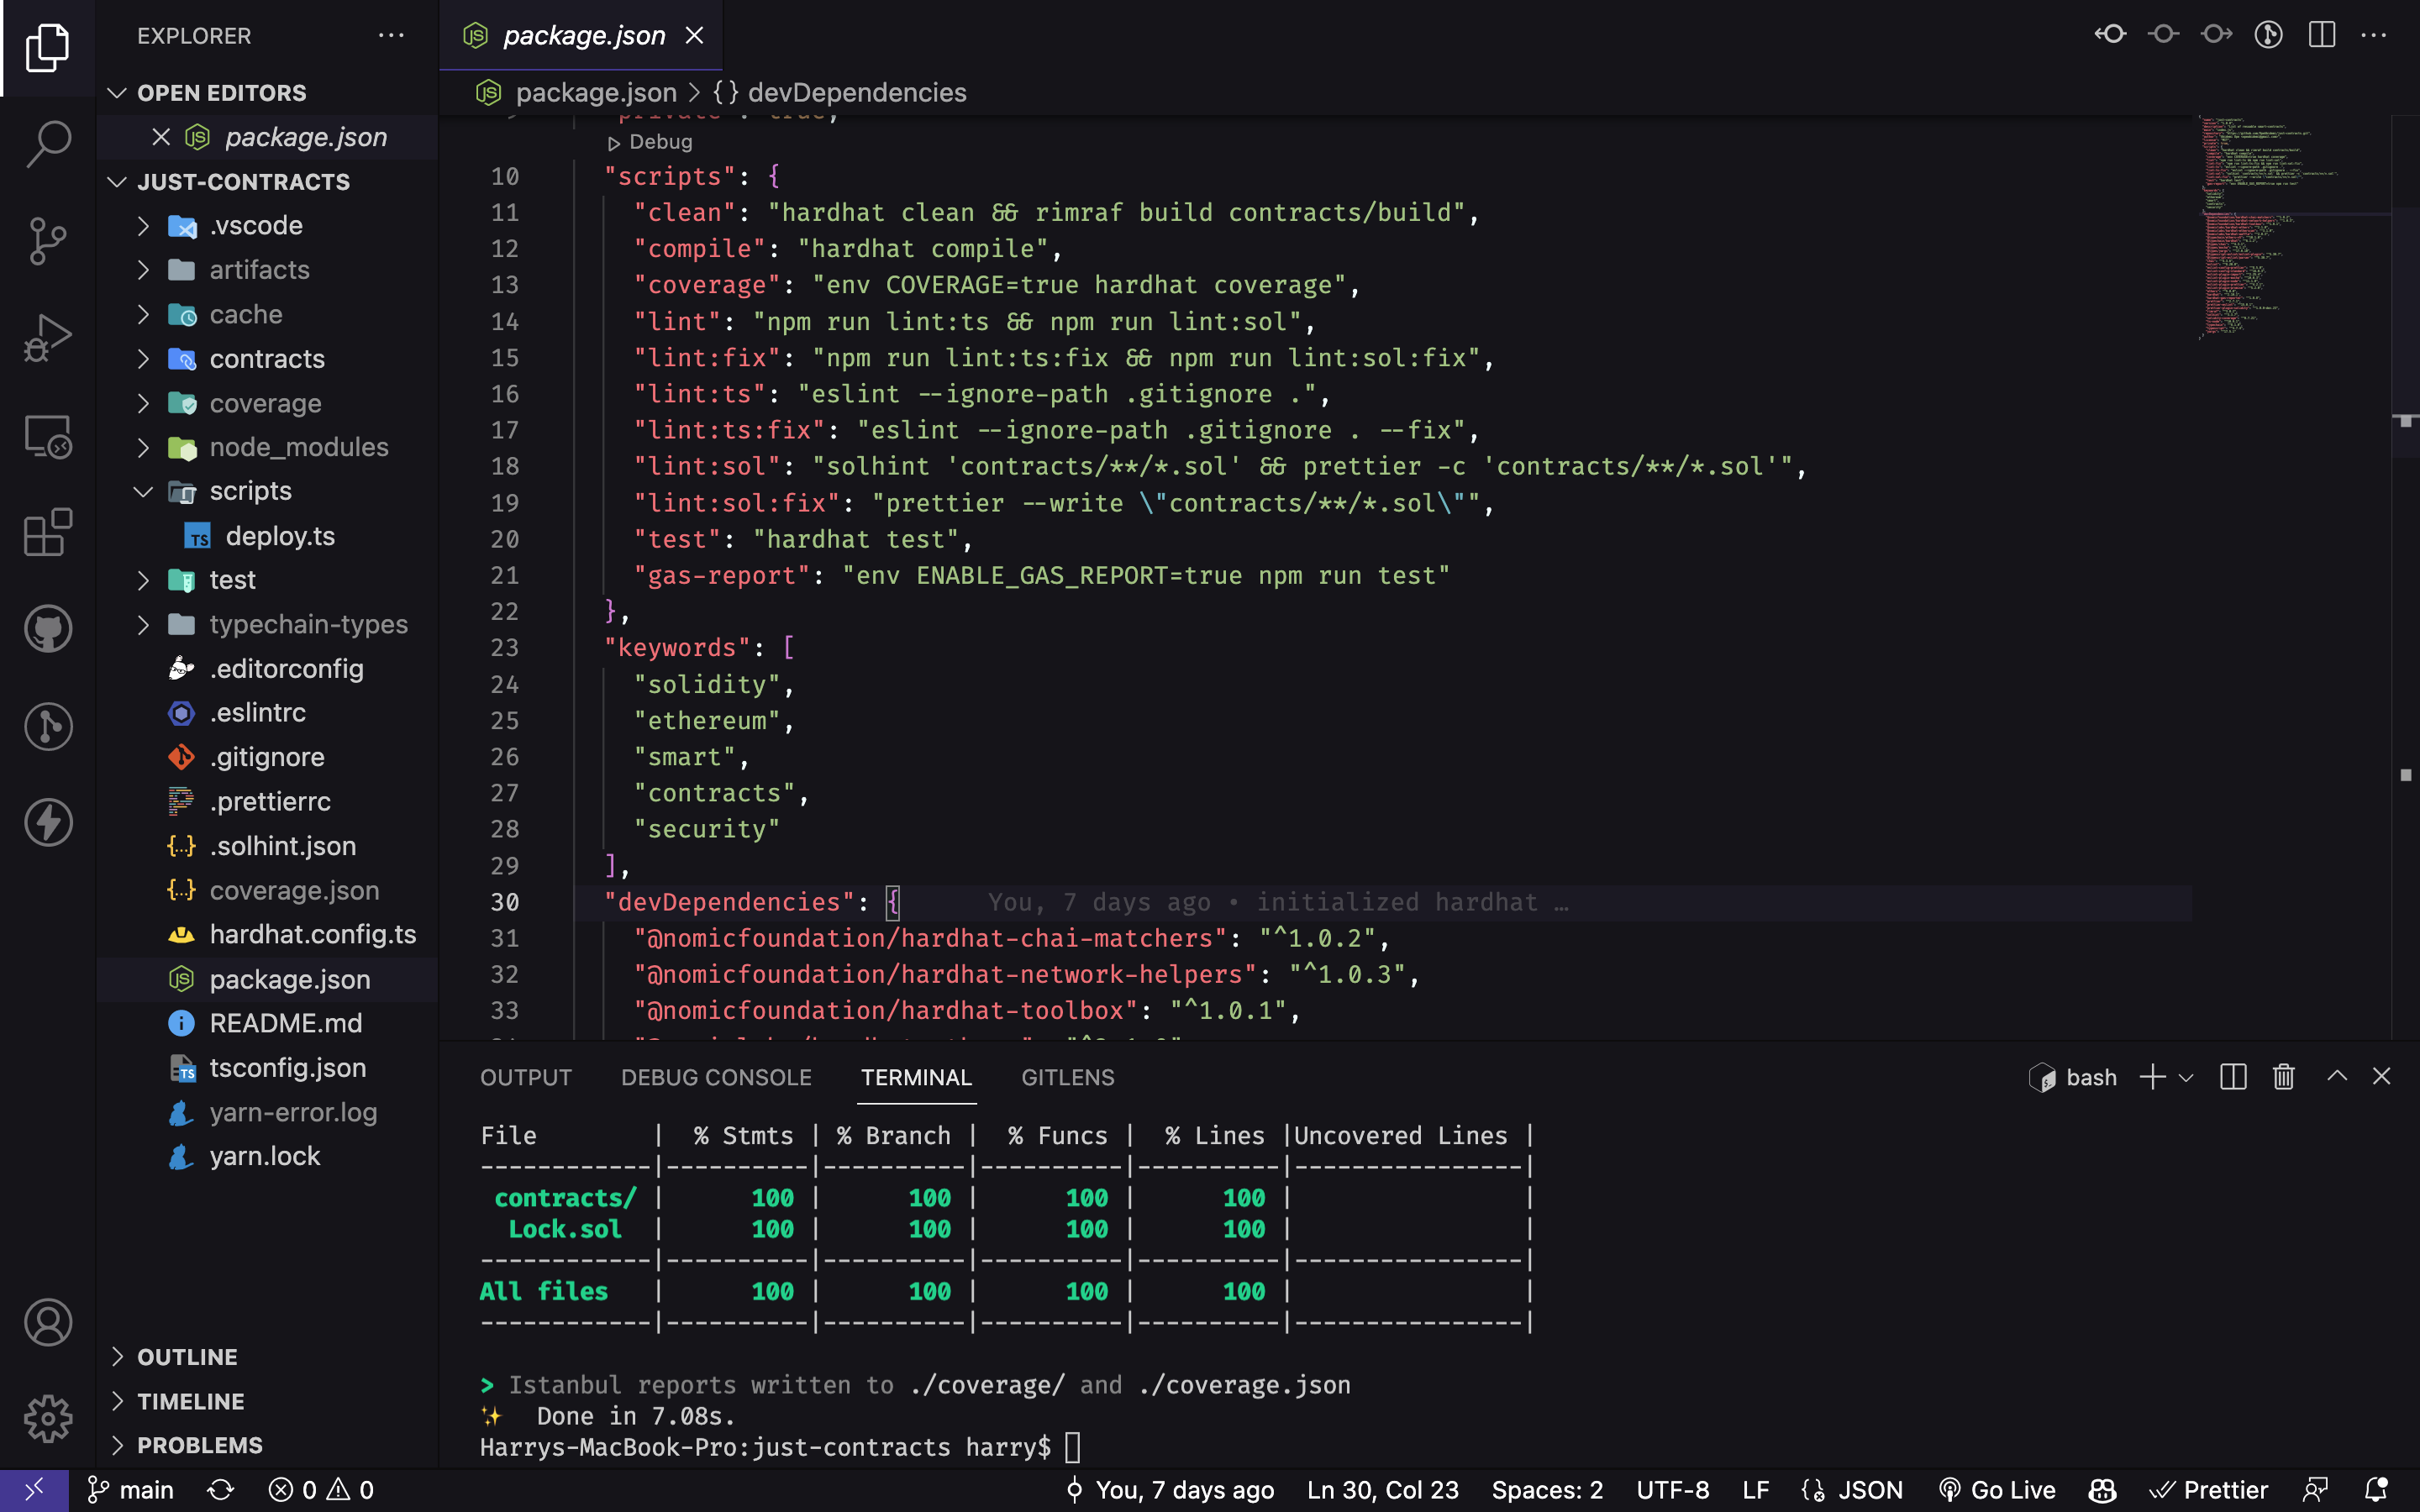 EXPLORER
OPEN EDITORS
package.json
JUST-CONTRACTS
.vscode
artifacts
cache
contracts
coverage
node_modules
scripts
deploy.ts
test
typechain-types
.editorconfig
.eslintrc
.gitignore
.prettierrc
.solhint.json
coverage.json
hardhat.config.ts
package.json
README.md
tsconfig.json
yarn-error.log
yarn.lock
OUTLINE
TIMELINE
PROBLEMS
package.json
package.json > {} devDependencies
Debug
10 "scripts": {
11 "clean": "hardhat clean && rimraf build contracts/build",
12 "compile": "hardhat compile",
13 "coverage": "env COVERAGE=true hardhat coverage",
14 "lint": "npm run lint:ts && npm run lint:sol",
15 "lint:fix": "npm run lint:ts:fix && npm run lint:sol:fix",
16 "lint:ts": "eslint --ignore-path .gitignore .",
17 "lint:ts:fix": "eslint --ignore-path .gitignore . --fix",
18 "lint:sol": "solhint 'contracts/**/*.sol' && prettier -c 'contracts/**/*.sol'",
19 "lint:sol:fix": "prettier --write \"contracts/**/*.sol\"",
20 "test": "hardhat test",
21 "gas-report": "env ENABLE_GAS_REPORT=true npm run test"
22 },
23 "keywords": [
24 "solidity",
25 "ethereum",
26 "smart",
27 "contracts",
28 "security"
29 ],
30 "devDependencies": { You, 7 days ago • initialized hardhat …
31 "@nomicfoundation/hardhat-chai-matchers": "^1.0.2",
32 "@nomicfoundation/hardhat-network-helpers": "^1.0.3",
33 "@nomicfoundation/hardhat-toolbox": "^1.0.1",
OUTPUT DEBUG CONSOLE TERMINAL GITLENS bash
File | % Stmts | % Branch | % Funcs | % Lines |Uncovered Lines |
------------|----------|----------|----------|----------|----------------|
contracts/ | 100 | 100 | 100 | 100 | |
Lock.sol | 100 | 100 | 100 | 100 | |
------------|----------|----------|----------|----------|----------------|
All files | 100 | 100 | 100 | 100 | |
------------|----------|----------|----------|----------|----------------|
> Istanbul reports written to ./coverage/ and ./coverage.json
✨ Done in 7.08s.
Harrys-MacBook-Pro:just-contracts harry$
main 0 0 You, 7 days ago Ln 30, Col 23 Spaces: 2 UTF-8 LF JSON Go Live Prettier